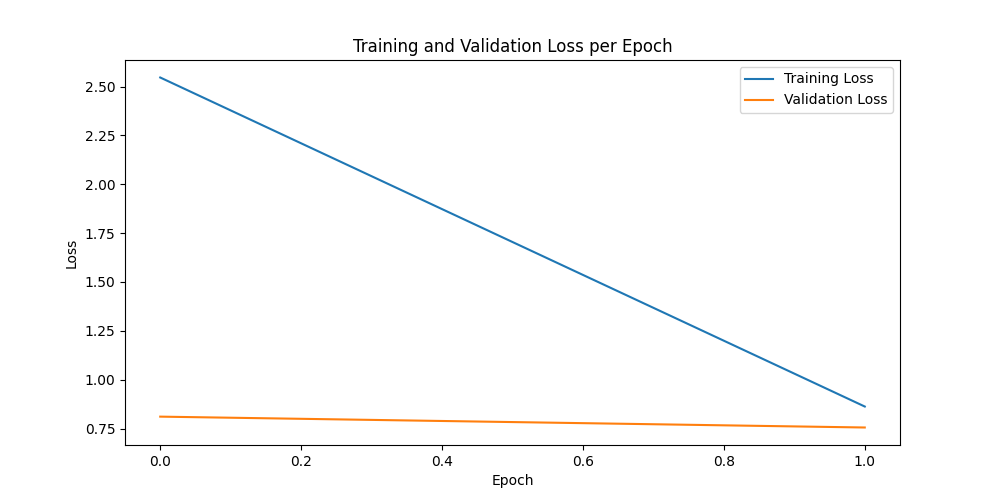 Training and Validation Loss per Epoch
Training Loss
Validation Loss
2.50
2.25
2.00
1.75
1.50
1.25
1.00
0.75
Loss
0.0 0.2 0.4 0.6 0.8 1.0
Epoch